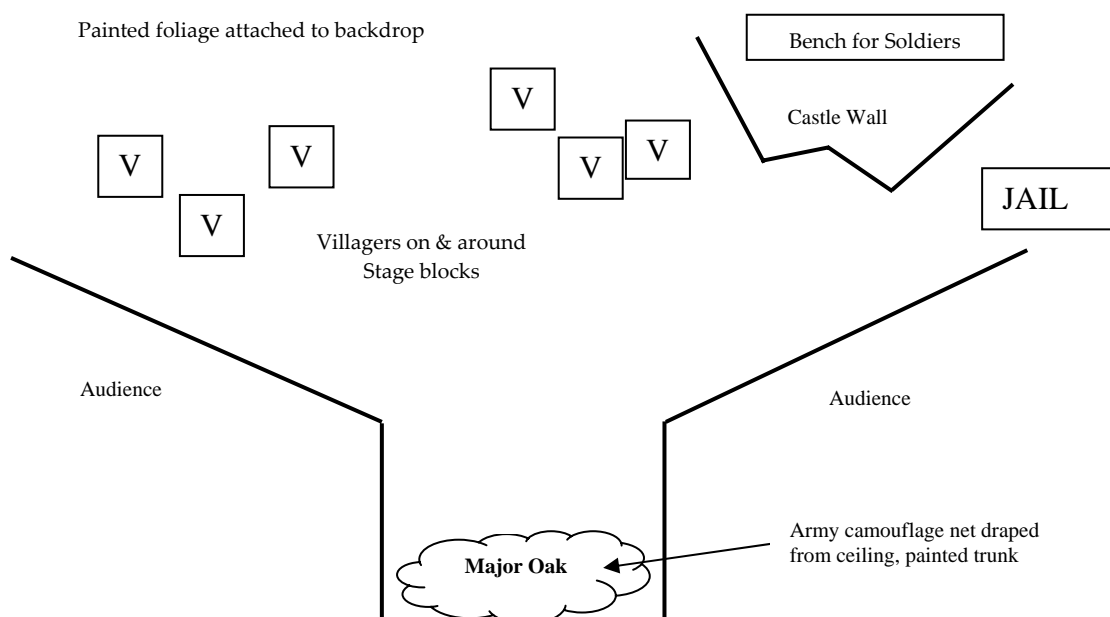 Painted foliage attached to backdrop
Bench for Soldiers
V
Castle Wall
V
V
V
V
JAIL
V
Villagers on & around
Stage blocks
Audience
Audience
Army camouflage net draped
from ceiling, painted trunk
Major Oak